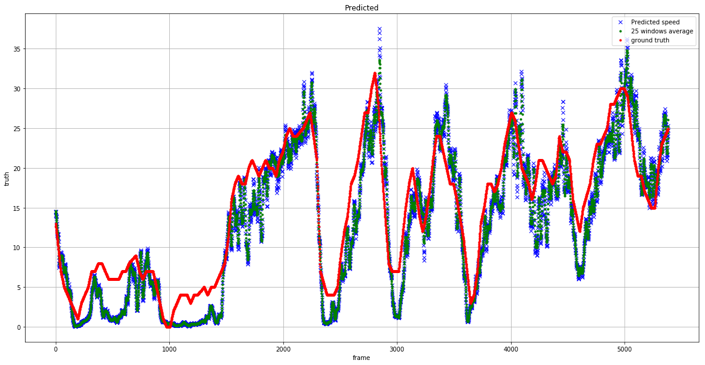 Predicted
Predicted speed
25 windows average
ground truth
truth
35
30
25
20
15
10
5
0
0 1000 2000 3000 4000 5000
frame